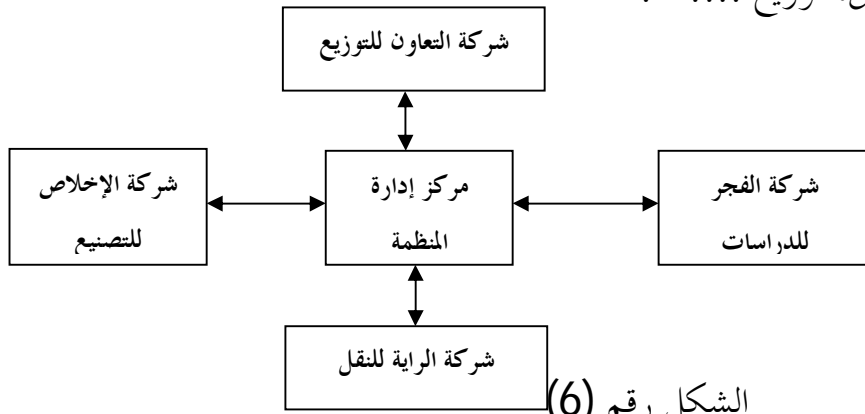 شركة التعاون للتوزيع
شركة الفجر
للدراسات
مركز إدارة
المنظمة
شركة الإخلاص
للتصنيع
شركة الراية للنقل
الشكل رقم (6)